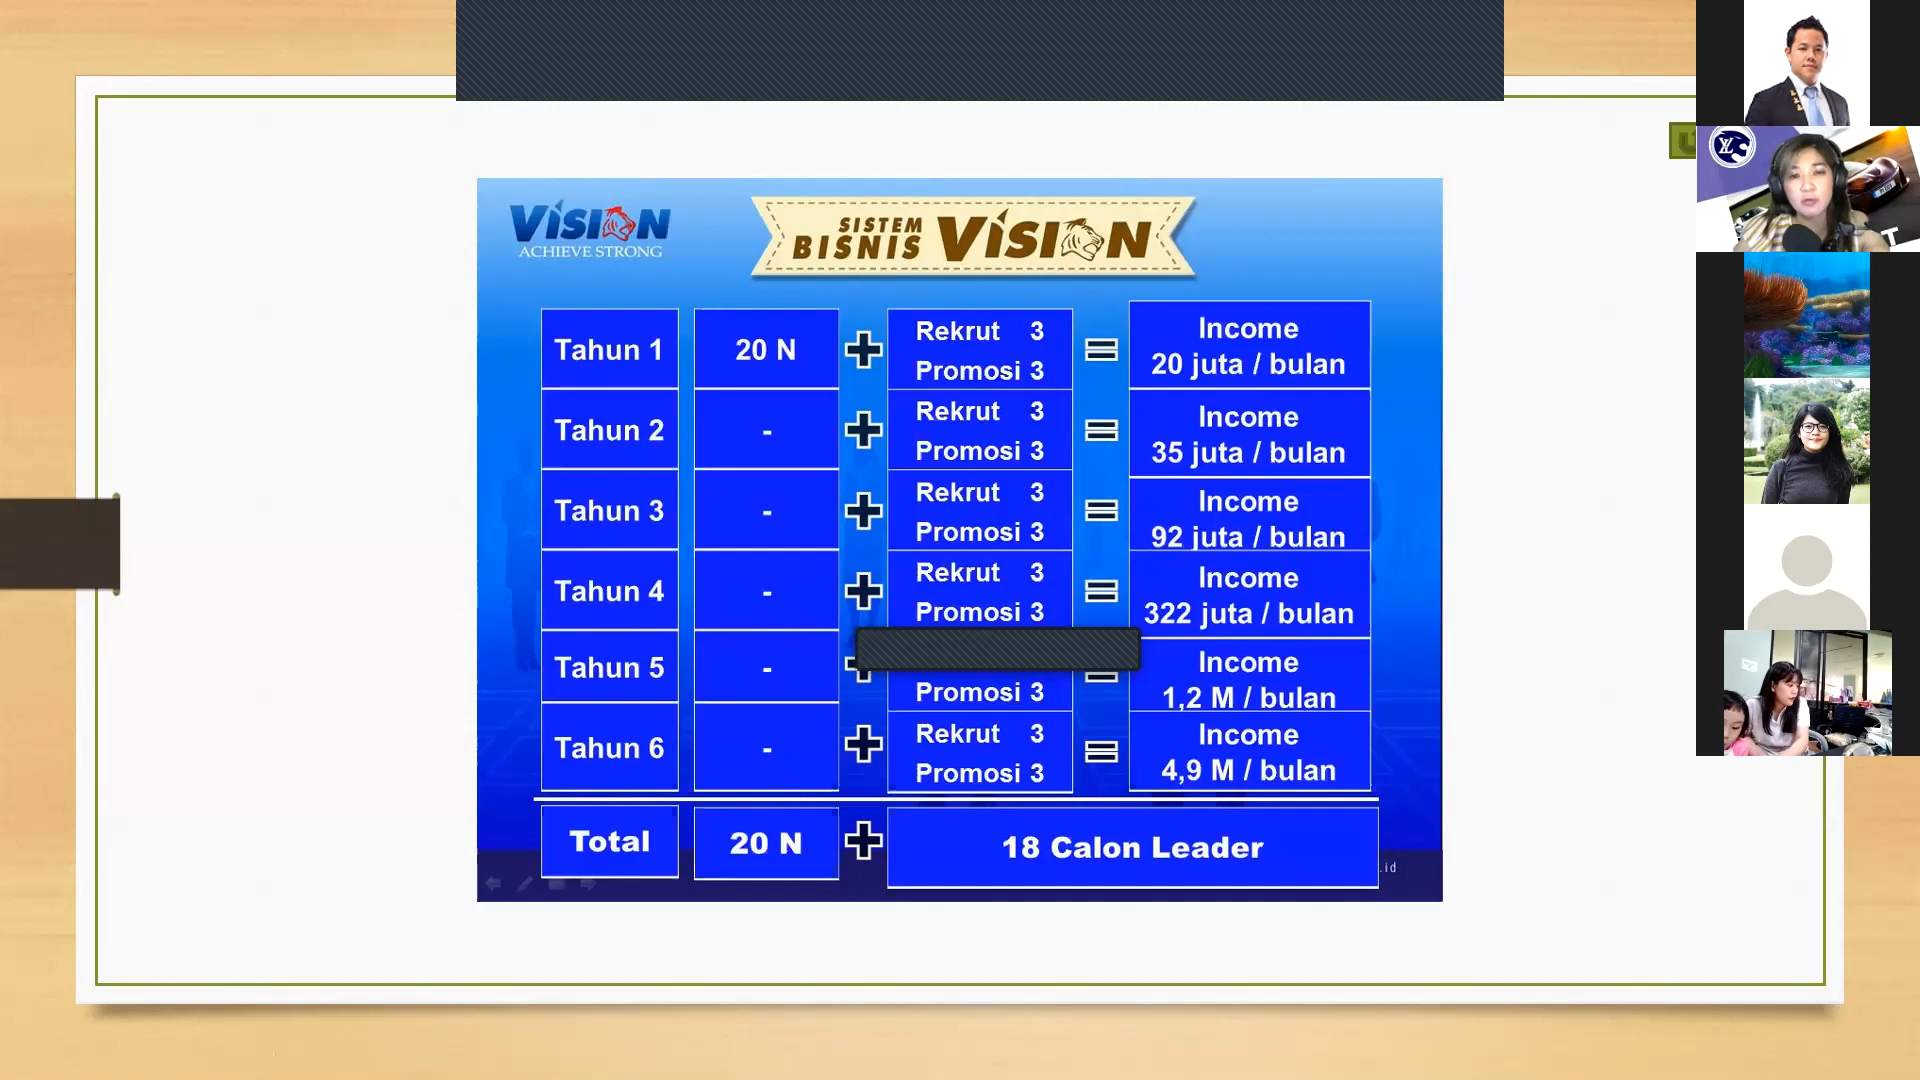 VISION
ACHIEVE STRONG
SISTEM
BISNIS VISION
Tahun 1
20 N
Rekrut 3
Promosi 3
Income
20 juta / bulan
Tahun 2
-
Rekrut 3
Promosi 3
Income
35 juta / bulan
Tahun 3
-
Rekrut 3
Promosi 3
Income
92 juta / bulan
Tahun 4
-
Rekrut 3
Promosi 3
Income
322 juta / bulan
Tahun 5
-
Promosi 3
Income
1,2 M / bulan
Tahun 6
-
Rekrut 3
Promosi 3
Income
4,9 M / bulan
Total
20 N
18 Calon Leader
.id